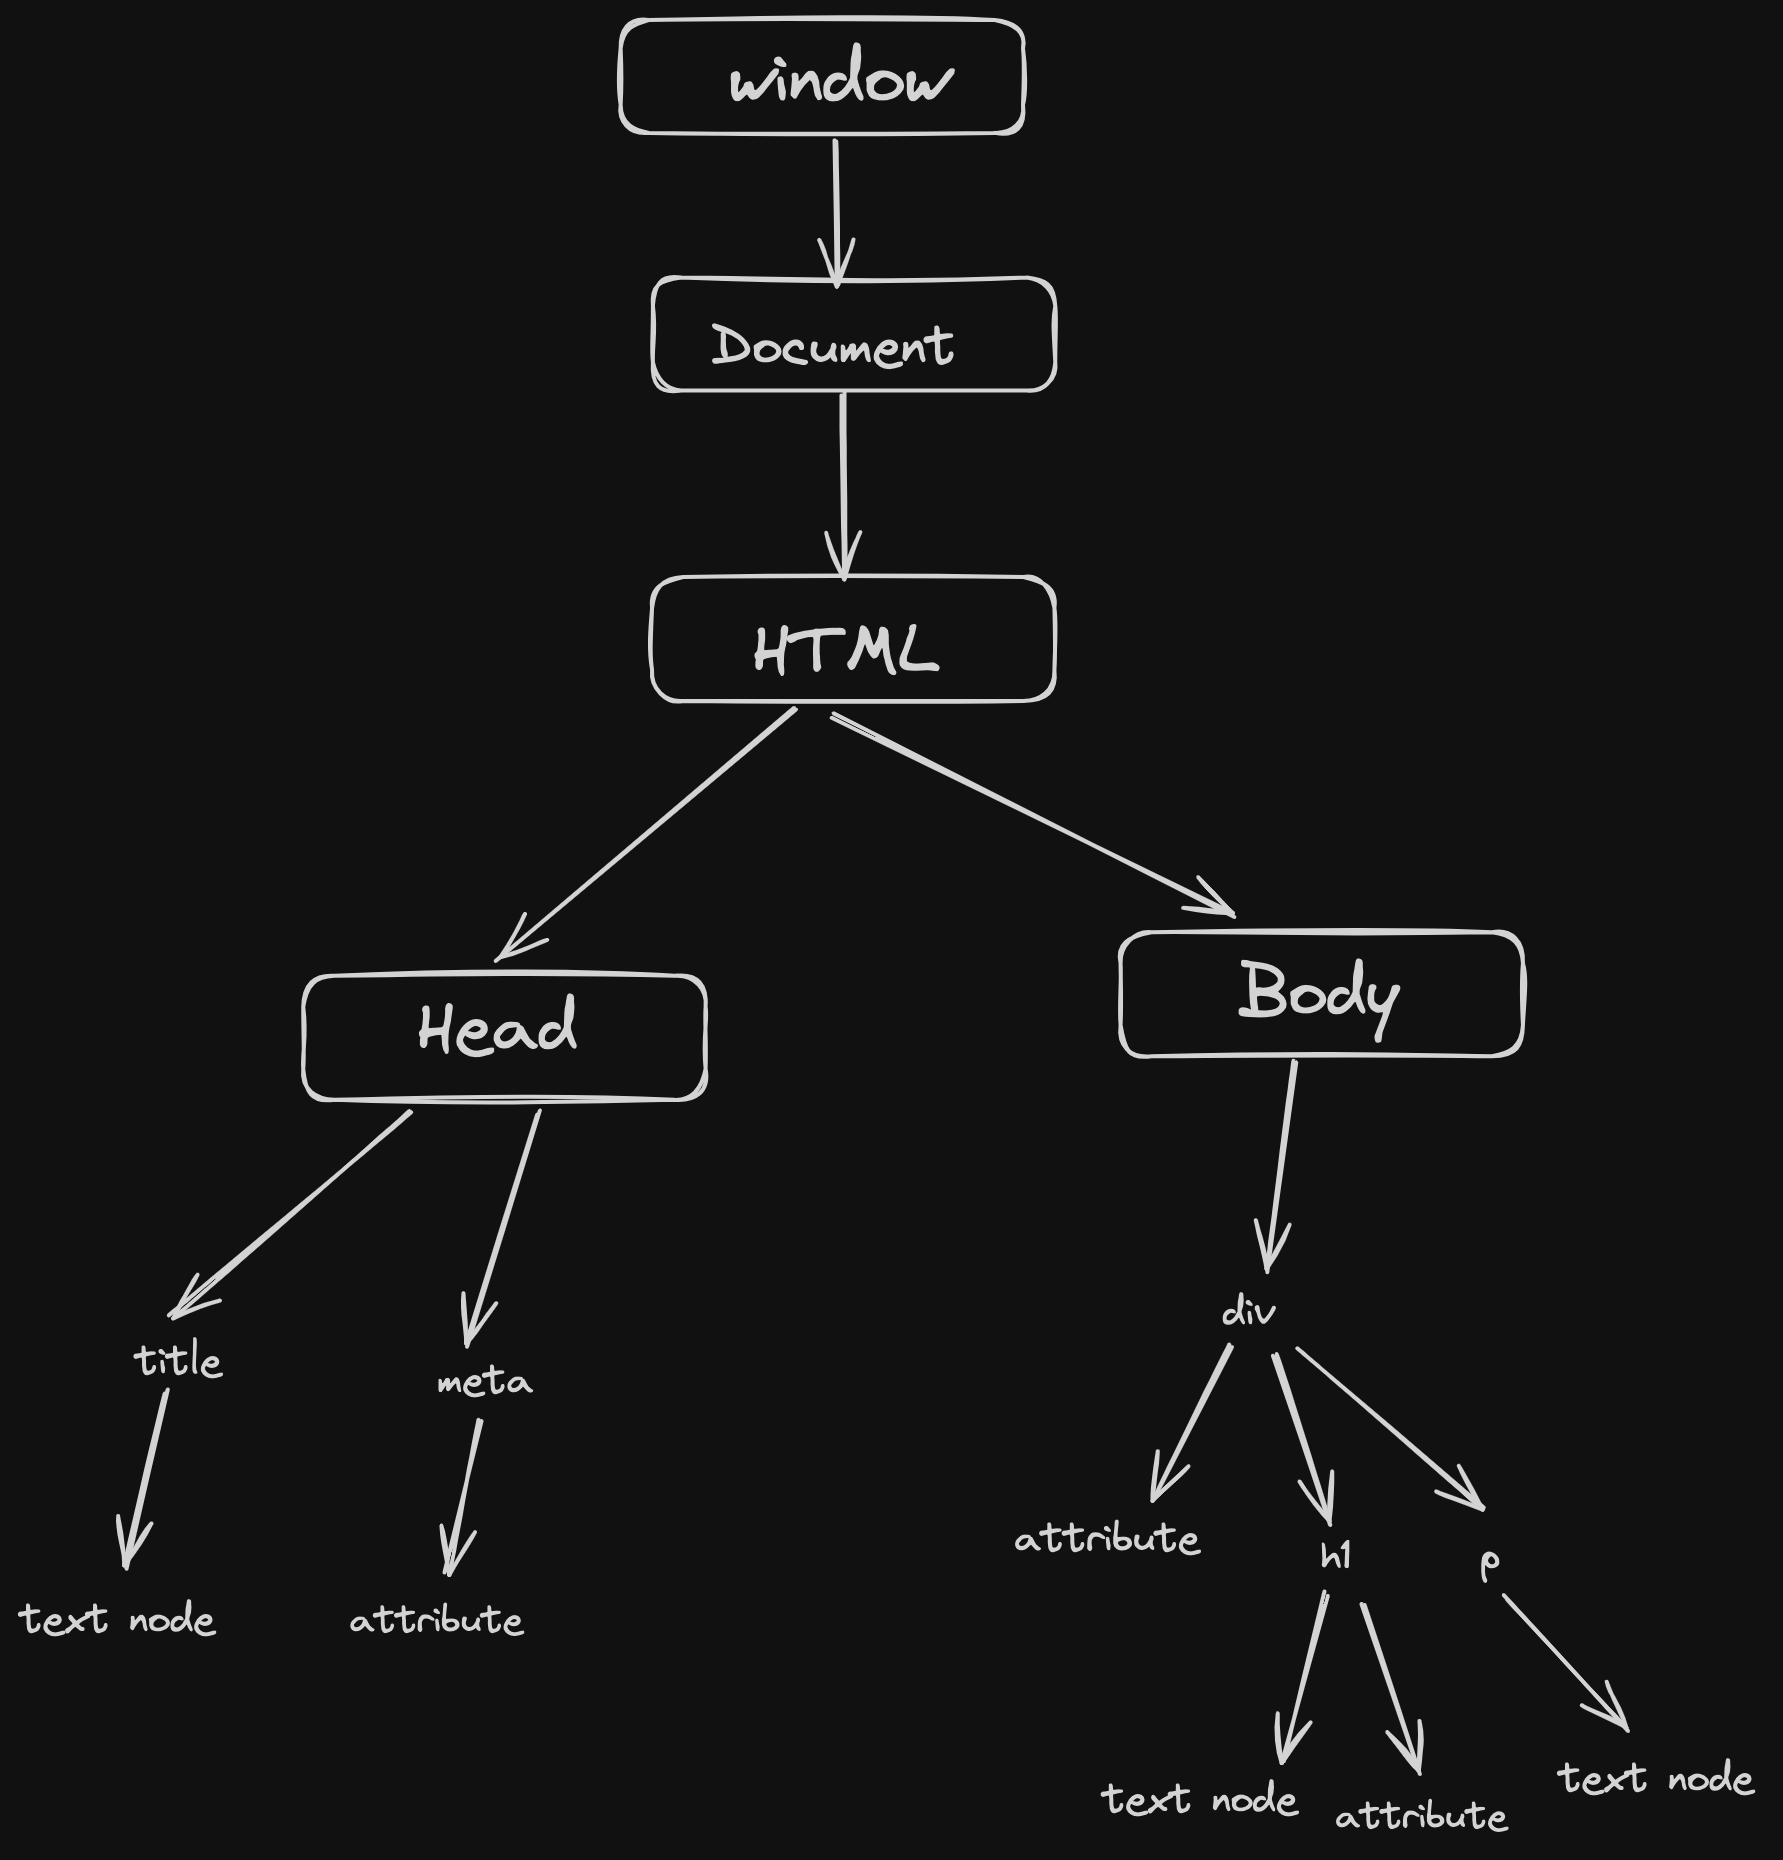 window
Document
HTML
Head
Body
title
meta
div
text node
attribute
attribute
h1
p
text node
attribute
text node